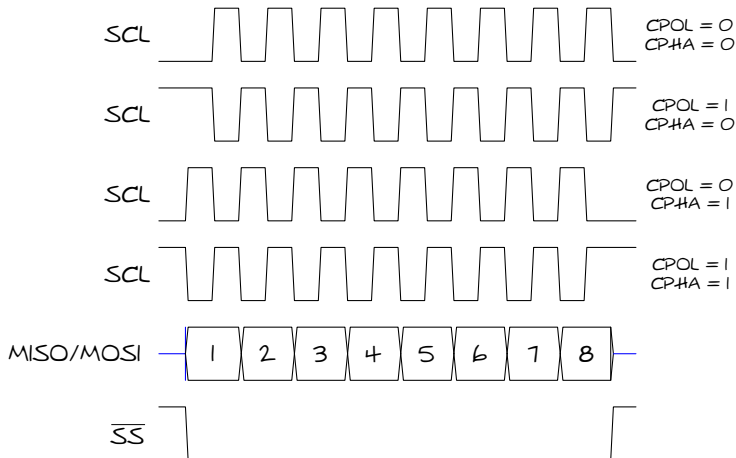 SCL
CPOL = 0
CPHA = 0
SCL
CPOL = 1
CPHA = 0
SCL
CPOL = 0
CPHA = 1
SCL
CPOL = 1
CPHA = 1
MISO/MOSI 1 2 3 4 5 6 7 8
S̅S̅